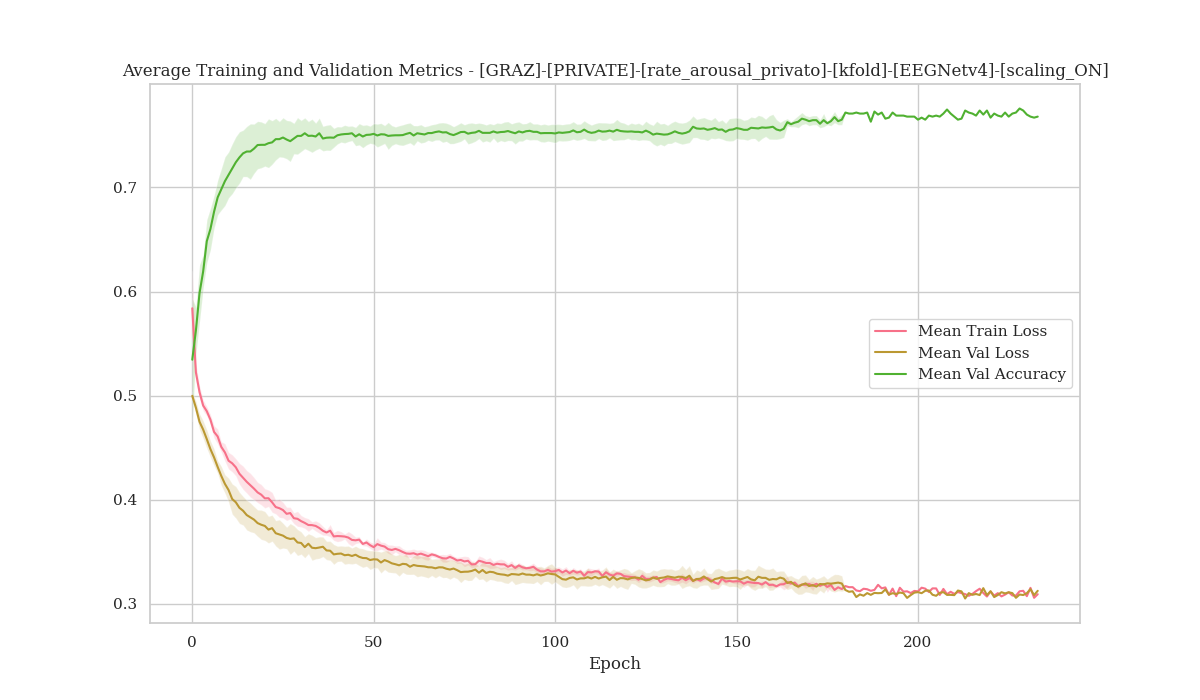 Average Training and Validation Metrics - [GRAZ]-[PRIVATE]-[rate_arousal_privato]-[kfold]-[EEGNetv4]-[scaling_ON]
0.7
0.6
0.5
0.4
0.3
Mean Train Loss
Mean Val Loss
Mean Val Accuracy
0 50 100 150 200
Epoch